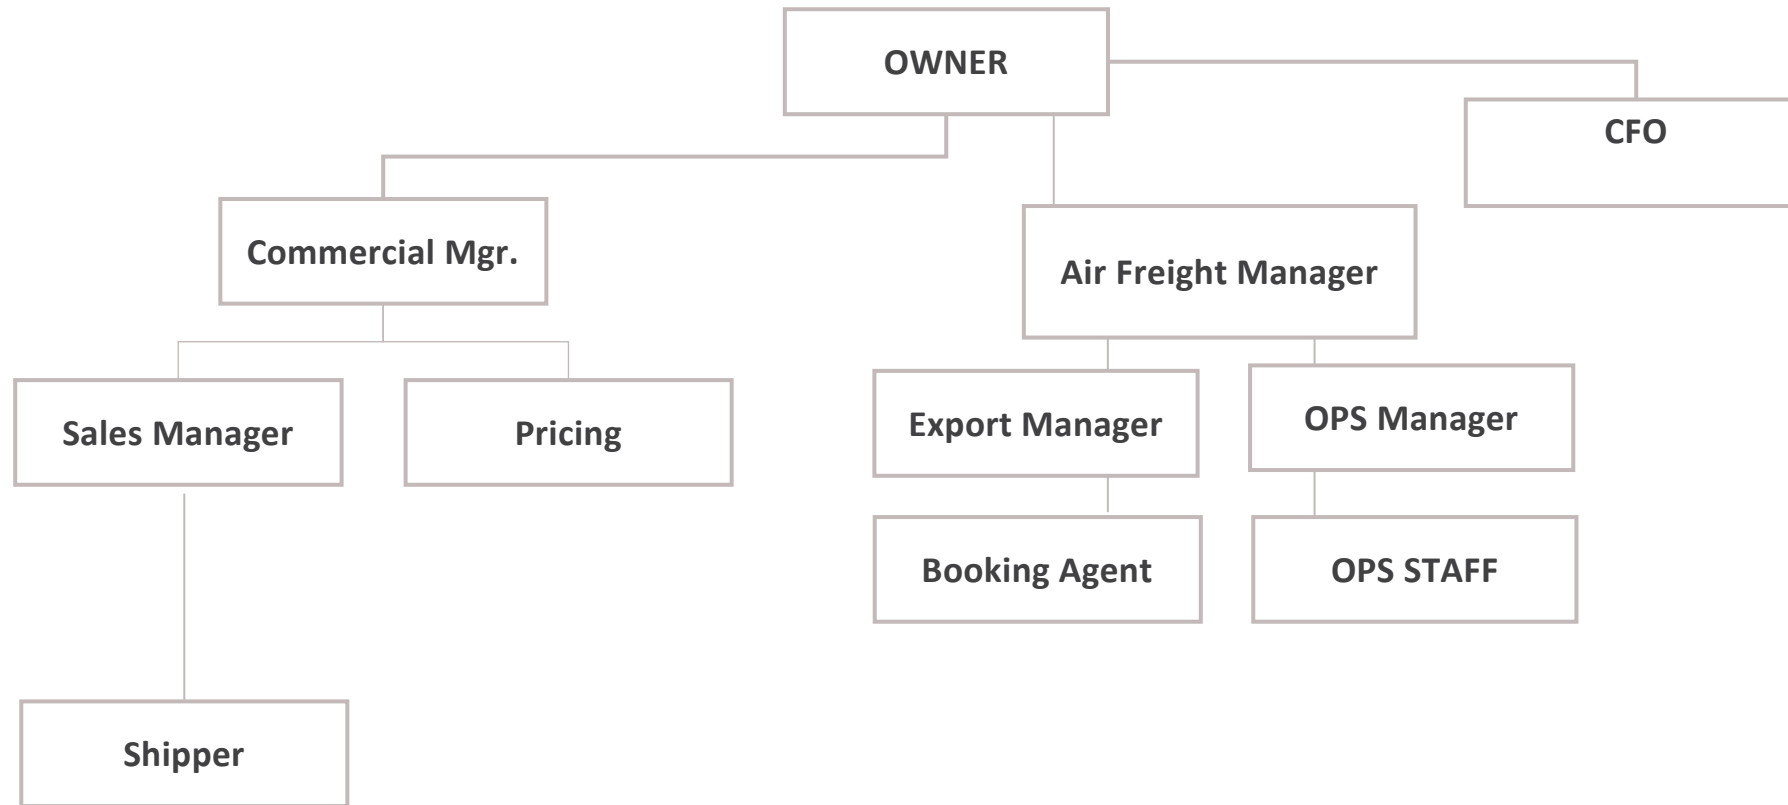 OWNER
CFO
Commercial Mgr.
Air Freight Manager
Sales Manager
Pricing
Export Manager
OPS Manager
Booking Agent
OPS STAFF
Shipper